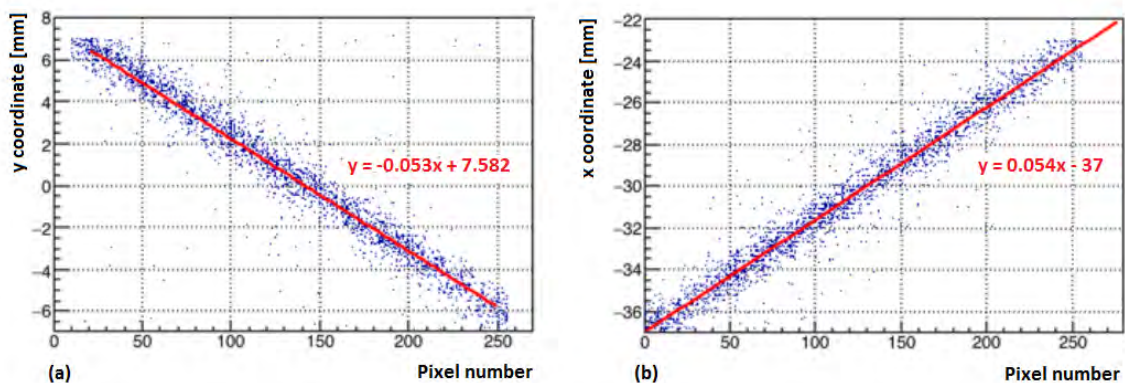 y coordinate [mm]
8
6
4
2
0
−2
−4
−6
0 50 100 150 200 250
y = -0.053x + 7.582
(a) Pixel number
x coordinate [mm]
−22
−24
−26
−28
−30
−32
−34
−36
0 50 100 150 200 250
y = 0.054x - 37
(b) Pixel number